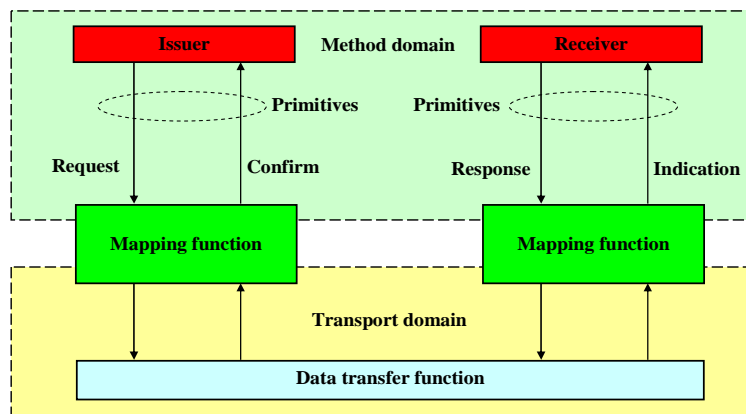 Issuer
Method domain
Receiver
Primitives
Primitives
Request
Confirm
Response
Indication
Mapping function
Mapping function
Transport domain
Data transfer function